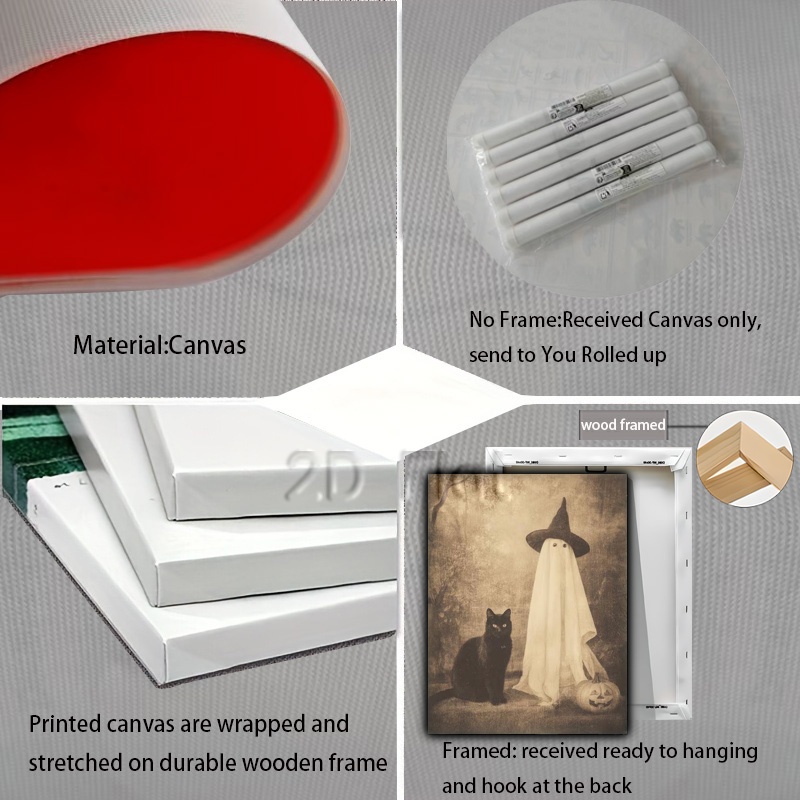 Material:Canvas
No Frame:Received Canvas only,
send to You Rolled up
wood framed
2D
Printed canvas are wrapped and
stretched on durable wooden frame
Framed: received ready to hanging
and hook at the back